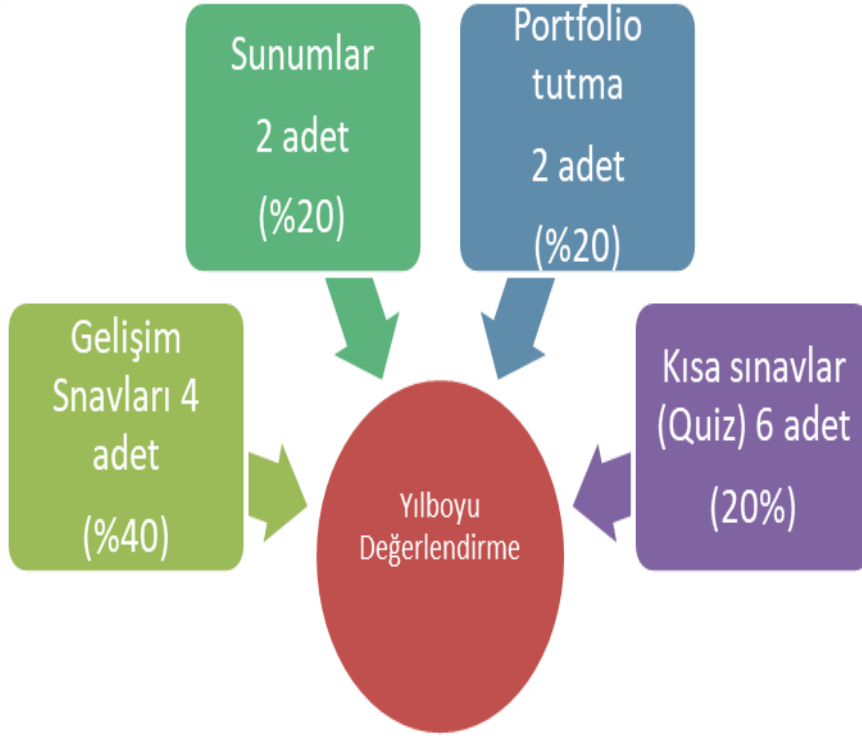 Sunumlar
2 adet
(%20)
Portfolio
tutma
2 adet
(%20)
Gelişim
Snavları 4
adet
(%40)
Kısa sınavlar
(Quiz) 6 adet
(20%)
Yılboyu
Değerlendirme